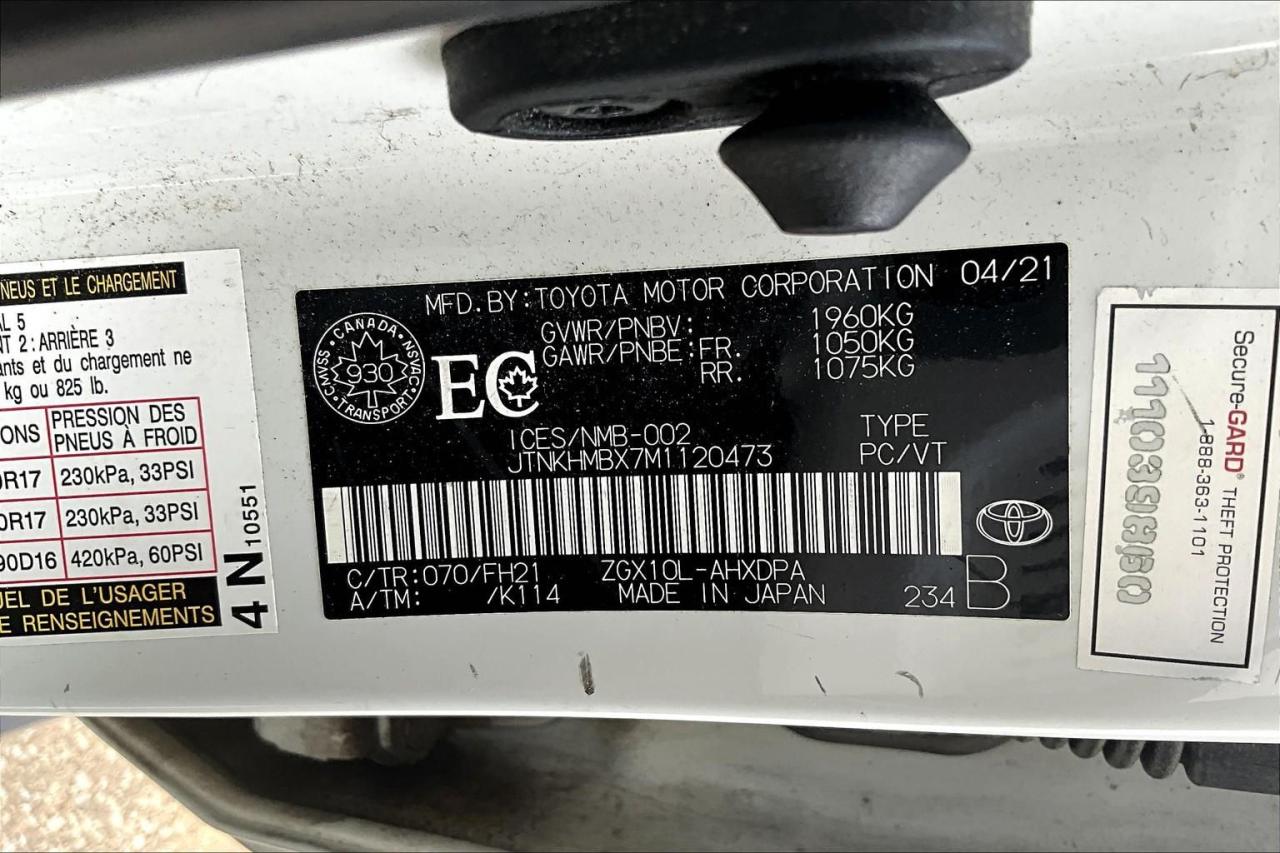 NEUS ET LE CHARGEMENT
AL 5
NT 2 : ARRIÈRE 3
ants et du chargement ne
kg ou 825 lb.
ONS PRESSION DES PNEUS À FROID
0R17 230kPa, 33PSI
0R17 230kPa, 33PSI
90D16 420kPa, 60PSI
UEL DE L'USAGER
E RENSEIGNEMENTS
4 N 10551
MFD. BY: TOYOTA MOTOR CORPORATION 04/21
GVWR/PNBV: 1960KG
GAWR/PNBE: FR. 1050KG
RR. 1075KG
CANADA
CMVSS 930 NSVAC
TRANSPORT
EC
ICES/NMB-002 TYPE
JTNKHMBX7M1120473 PC/VT
C/TR: 070/FH21 ZGX10L-AHXDPA
A/TM: /K114 MADE IN JAPAN 234 B
Secure-GARD® THEFT PROTECTION
1-888-363-1101